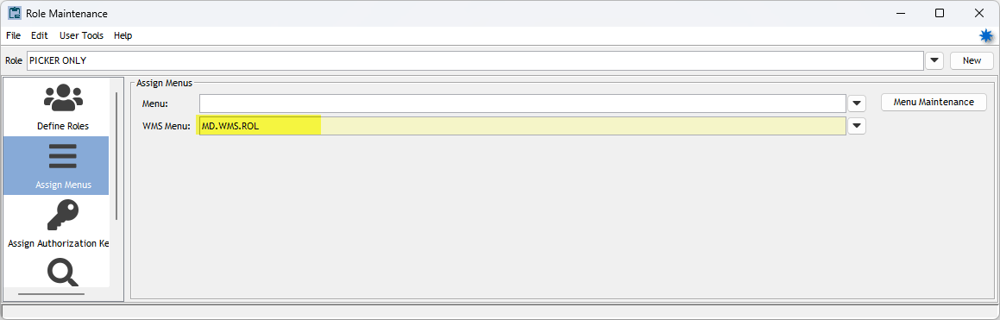 Role Maintenance
File Edit User Tools Help
Role PICKER ONLY New
Define Roles
Assign Menus
Assign Authorization Ke
Assign Menus
Menu: Menu Maintenance
WMS Menu: MD.WMS.ROL